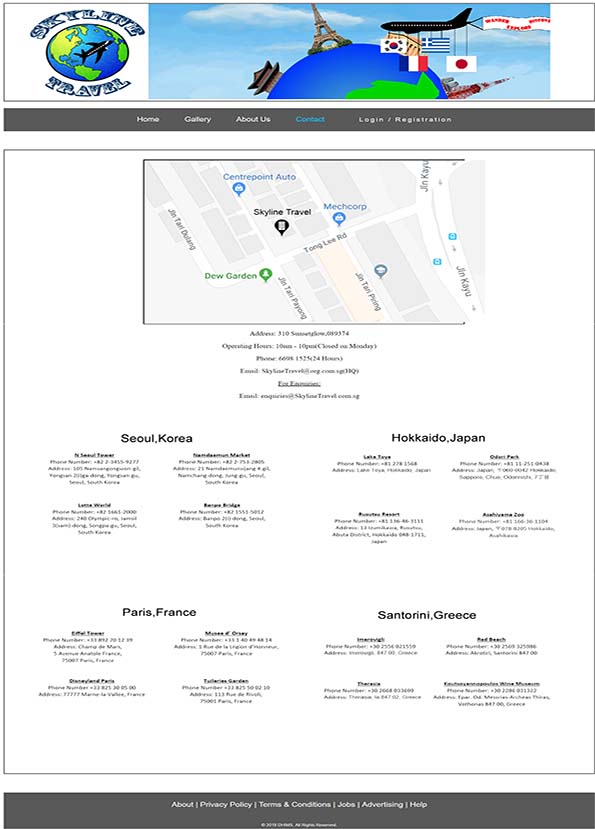 SKYLINE
TRAVEL
WANDER
EXPLORE
DISCOVER
Home Gallery About Us Contact Login / Registration
Centrepoint Auto
Skyline Travel
Mechcorp
Jln Kayu
Jln Tari Dulang
Tong Lee Rd
Dew Garden
Jln Tari Payong
Jln Tari Piring
Jln Kayu
Address: 310 Sunsetglow,089374
Operating Hours: 10am - 10pm(Closed on Monday)
Phone: 6698 1525(24 Hours)
Email: SkylineTravel@org.com.sg(HQ)
For Enquiries:
Email: enquiries@SkylineTravel.com.sg
Seoul,Korea
N Seoul Tower
Phone Number: +82 2-3455-9277
Address: 105 Namsangongwon-gil,
Yongsan 2(i)ga-dong, Yongsan-gu,
Seoul, South Korea
Namdaemun Market
Phone Number: +82 2-753-2805
Address: 21 Namdaemunsijang 4-gil,
Namchang-dong, Jung-gu, Seoul,
South Korea
Lotte World
Phone Number: +82 1661-2000
Address: 240 Olympic-ro, Jamsil
3(sam)-dong, Songpa-gu, Seoul,
South Korea
Banpo Bridge
Phone Number: +82 1551-5012
Address: Banpo 2(i)-dong, Seoul,
South Korea
Hokkaido,Japan
Lake Toya
Phone Number: +81 278 1568
Address: Lake Toya, Hokkaido, Japan
Odori Park
Phone Number: +81 11-251-0438
Address: Japan, 〒060-0042 Hokkaido,
Sapporo, Chuo, Odorinishi, 7丁目
Rusutsu Resort
Phone Number: +81 136-46-3111
Address: 13 Izumikawa, Rusutsu,
Abuta District, Hokkaido 048-1711,
Japan
Asahiyama Zoo
Phone Number: +81 166-36-1104
Address: Japan, 〒078-8205 Hokkaido,
Asahikawa
Paris,France
Eiffel Tower
Phone Number: +33 892 70 12 39
Address: Champ de Mars,
5 Avenue Anatole France,
75007 Paris, France
Musee d' Orsay
Phone Number: +33 1 40 49 48 14
Address: 1 Rue de la Legion d'Honneur,
75007 Paris, France
Disneyland Paris
Phone Number +33 825 30 05 00
Address: 77777 Marne-la-Vallee, France
Tuileries Garden
Phone Number +33 825 50 02 10
Address: 113 Rue de Rivoli,
75001 Paris, France
Santorini,Greece
Imerovigli
Phone Number: +30 2556 021559
Address: Imerovigli, 847 00, Greece
Red Beach
Phone Number: +30 2569 325986
Address: Akrotiri, Santorini 847 00
Therasia
Phone Number: +30 2668 033699
Address: Therasia, Ia 847 02, Greece
Koutsoyannopoulos Wine Museum
Phone Number: +30 2286 031322
Address: Epar. Od. Messarias-Archeas Thiras,
Vothonas 847 00, Greece
About | Privacy Policy | Terms & Conditions | Jobs | Advertising | Help
© 2019 DHIMS. All Rights Reserved.